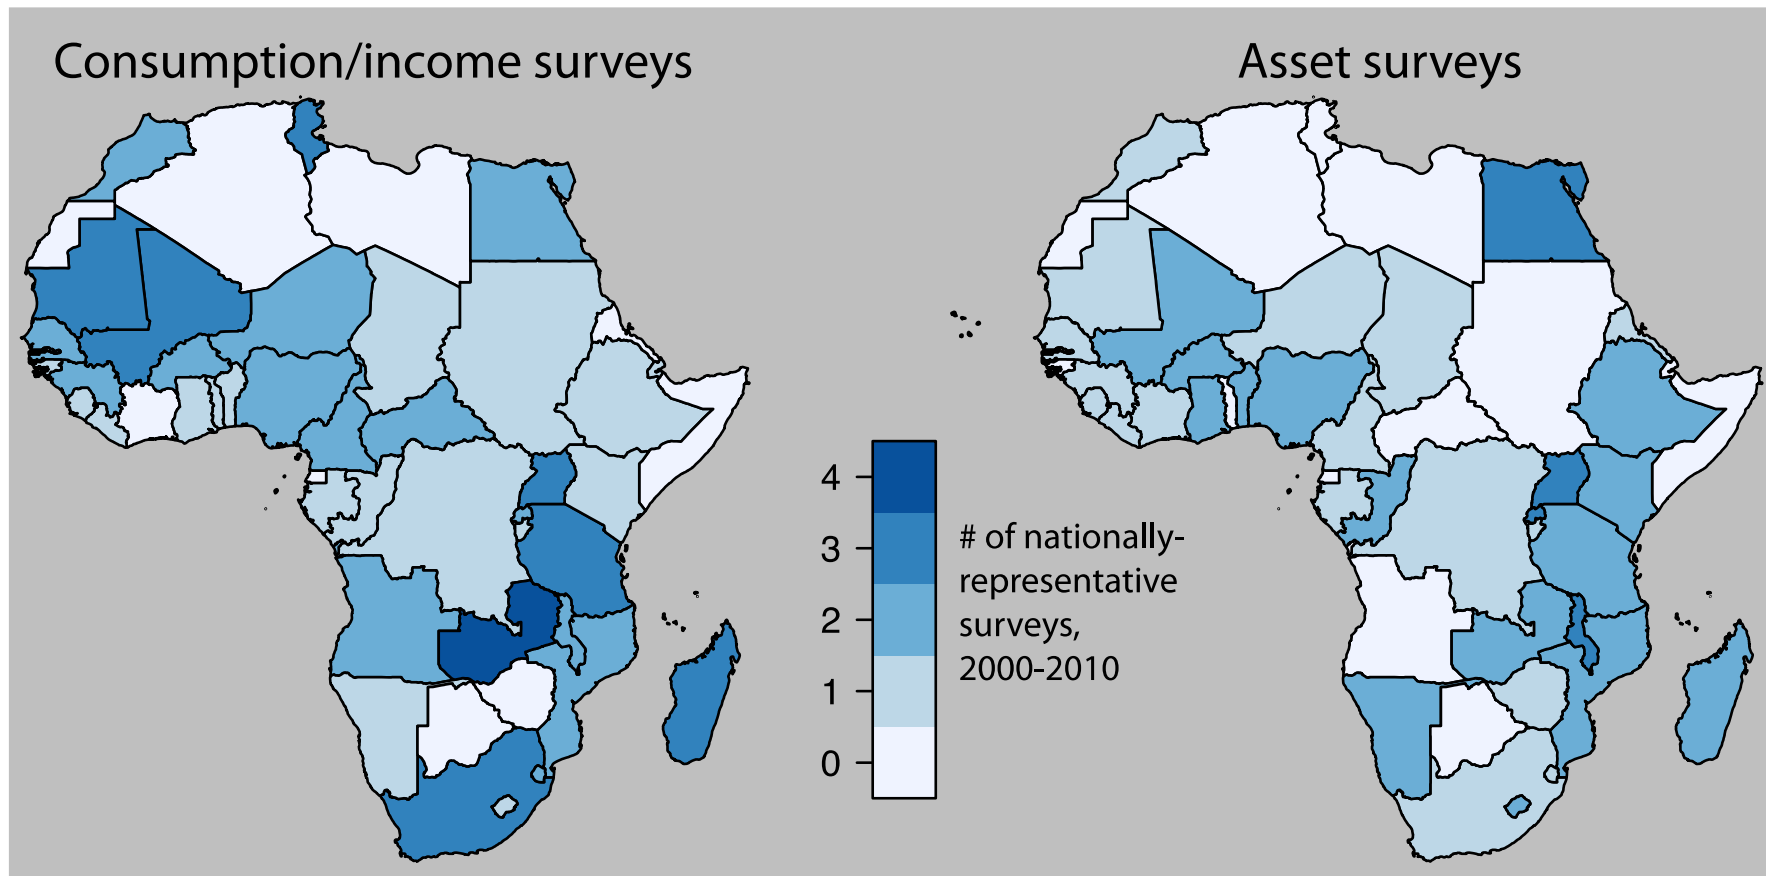 Consumption/income surveys
Asset surveys
4
3
2
1
0
# of nationally-
representative
surveys,
2000-2010